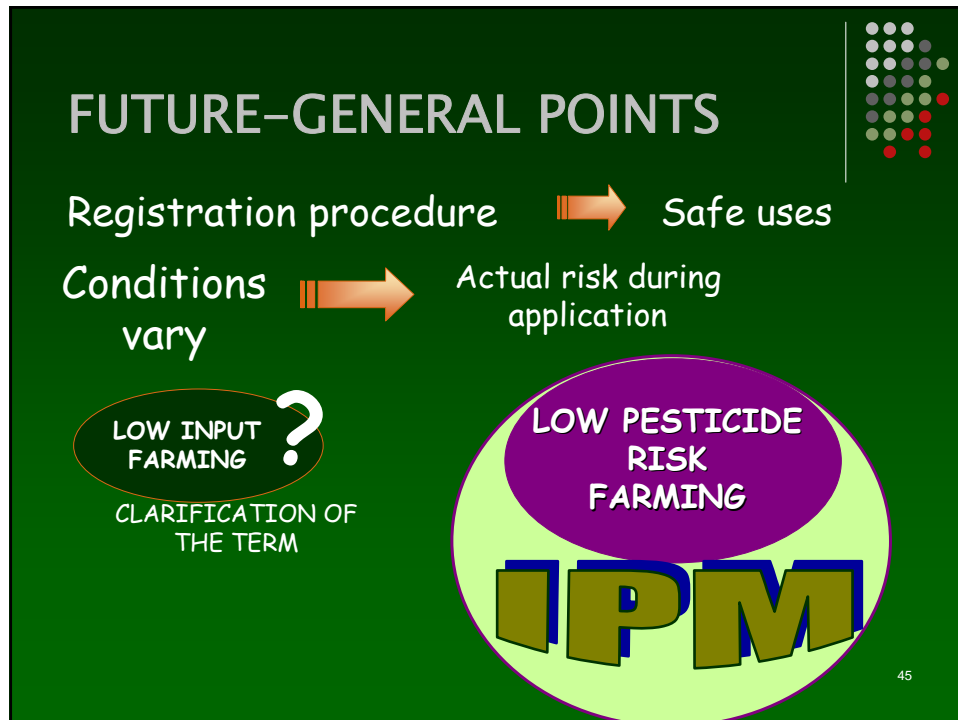 FUTURE-GENERAL POINTS
Registration procedure
Safe uses
Conditions
vary
Actual risk during
application
LOW INPUT
FARMING
?
CLARIFICATION OF
THE TERM
LOW PESTICIDE
RISK
FARMING
IPM
45